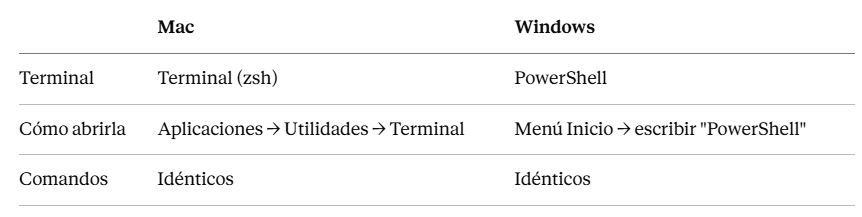 Mac Windows
Terminal Terminal (zsh) PowerShell
Cómo abrirla Aplicaciones → Utilidades → Terminal Menú Inicio → escribir "PowerShell"
Comandos Idénticos Idénticos